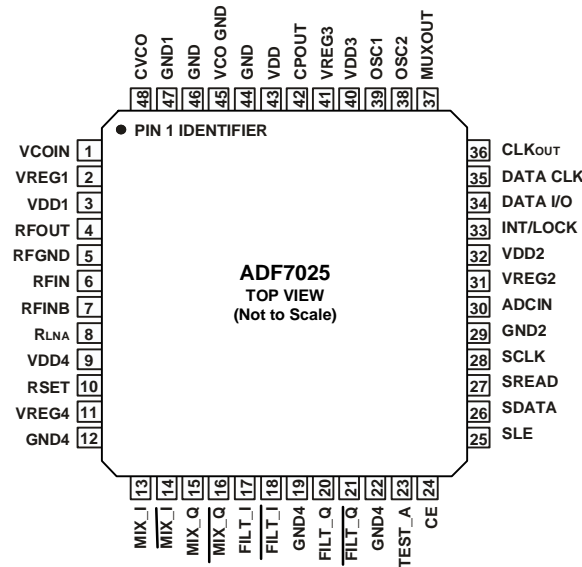 CVCO
GND1
GND
VCO GND
GND
VDD
CPOUT
VREG3
VDD3
OSC1
OSC2
MUXOUT
48
47
46
45
44
43
42
41
40
39
38
37
PIN 1 IDENTIFIER
VCOIN 1
VREG1 2
VDD1 3
RFOUT 4
RFGND 5
RFIN 6
RFINB 7
RLNA 8
VDD4 9
RSET 10
VREG4 11
GND4 12
ADF7025
TOP VIEW
(Not to Scale)
36 CLKOUT
35 DATA CLK
34 DATA I/O
33 INT/LOCK
32 VDD2
31 VREG2
30 ADCIN
29 GND2
28 SCLK
27 SREAD
26 SDATA
25 SLE
13
14
15
16
17
18
19
20
21
22
23
24
MIX_I
MIX_I
MIX_Q
MIX_Q
FILT_I
FILT_I
GND4
FILT_Q
FILT_Q
GND4
TEST_A
CE